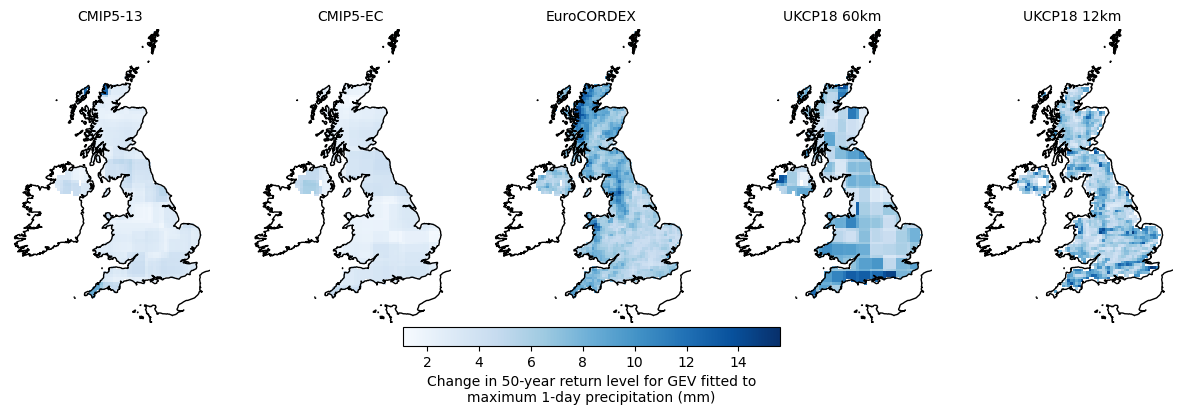 CMIP5-13
CMIP5-EC
EuroCORDEX
UKCP18 60km
UKCP18 12km
2 4 6 8 10 12 14
Change in 50-year return level for GEV fitted to
maximum 1-day precipitation (mm)